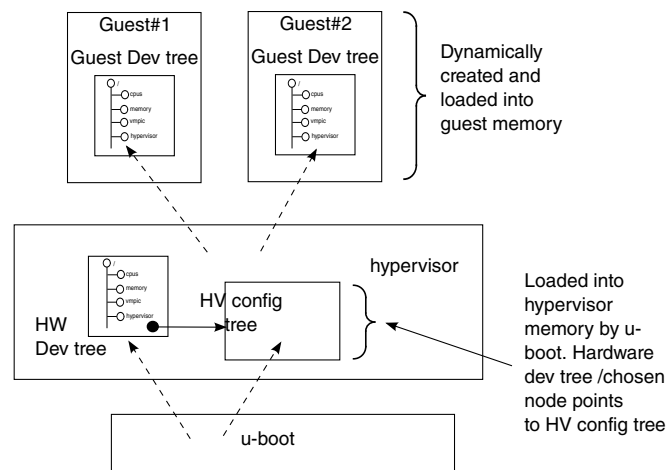 Guest#1
Guest Dev tree
/
cpus
memory
vmpic
hypervisor
Guest#2
Guest Dev tree
/
cpus
memory
vmpic
hypervisor
Dynamically
created and
loaded into
guest memory
hypervisor
/
cpus
memory
vmpic
hypervisor
HW
Dev tree
HV config
tree
Loaded into
hypervisor
memory by u-
boot. Hardware
dev tree /chosen
node points
to HV config tree
u-boot